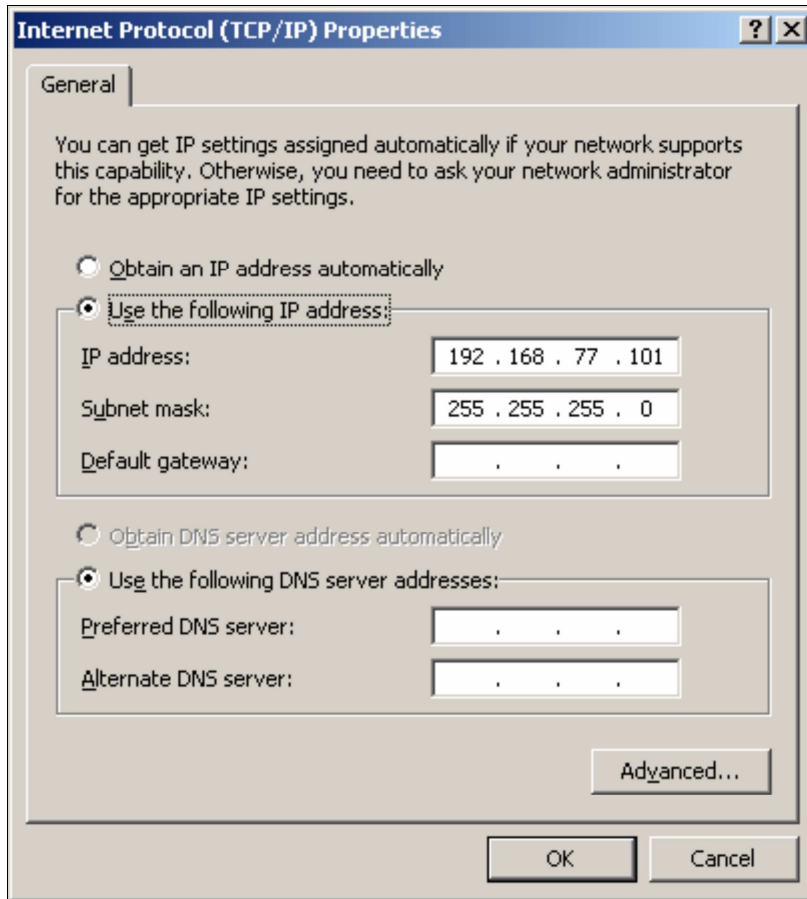 Internet Protocol (TCP/IP) Properties
General
You can get IP settings assigned automatically if your network supports
this capability. Otherwise, you need to ask your network administrator
for the appropriate IP settings.
Obtain an IP address automatically
Use the following IP address:
IP address: 192 . 168 . 77 . 101
Subnet mask: 255 . 255 . 255 . 0
Default gateway: . . .
Obtain DNS server address automatically
Use the following DNS server addresses:
Preferred DNS server: . . .
Alternate DNS server: . . .
Advanced...
OK Cancel